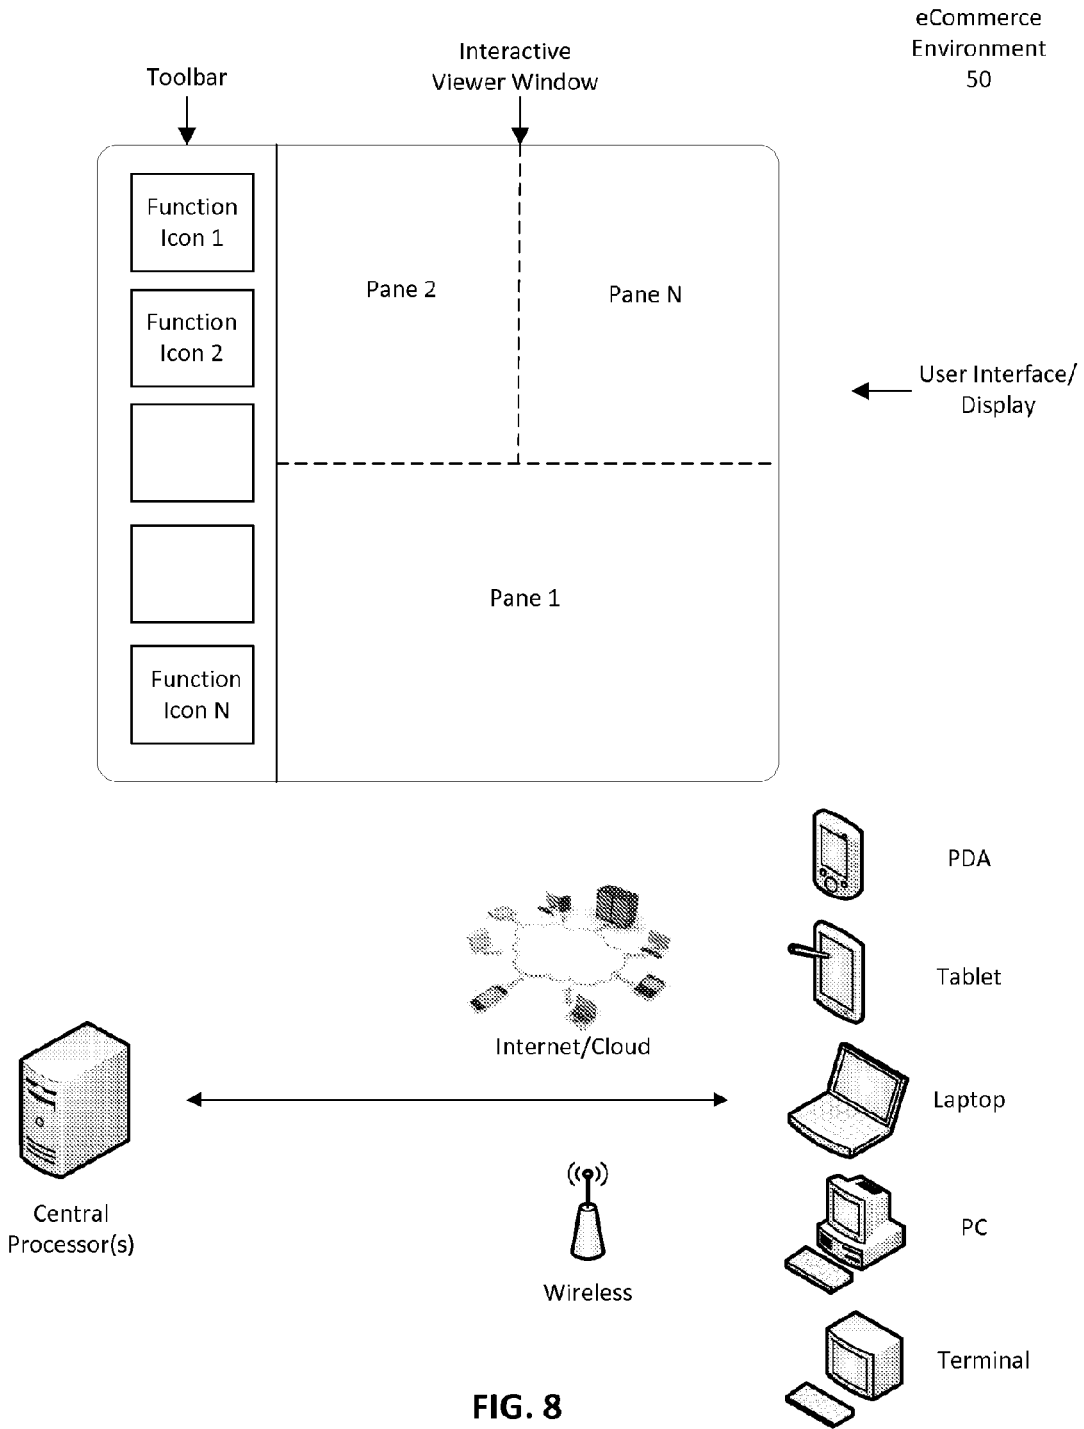 eCommerce
Environment
50
Toolbar
Interactive
Viewer Window
Function
Icon 1
Function
Icon 2
Function
Icon N
Pane 2
Pane N
Pane 1
User Interface/
Display
PDA
Tablet
Internet/Cloud
Laptop
Central
Processor(s)
PC
Wireless
Terminal
FIG. 8